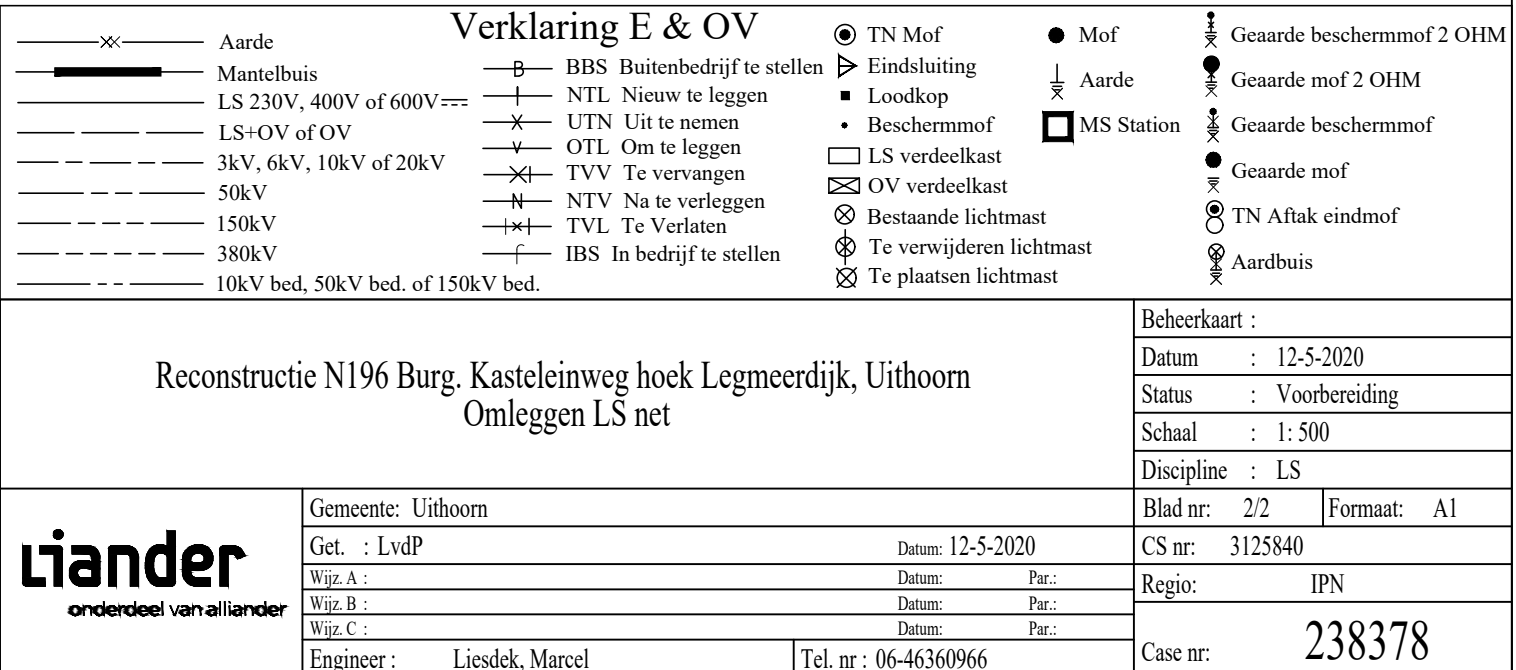 Verklaring E & OV
Aarde
Mantelbuis
LS 230V, 400V of 600V
LS+OV of OV
3kV, 6kV, 10kV of 20kV
50kV
150kV
380kV
10kV bed, 50kV bed. of 150kV bed.
B BBS Buitenbedrijf te stellen
NTL Nieuw te leggen
UTN Uit te nemen
OTL Om te leggen
TVV Te vervangen
N NTV Na te verleggen
TVL Te Verlaten
IBS In bedrijf te stellen
TN Mof
Eindsluiting
Loodkop
Beschermmof
LS verdeelkast
OV verdeelkast
Bestaande lichtmast
Te verwijderen lichtmast
Te plaatsen lichtmast
Mof
Aarde
MS Station
Geaarde beschermmof 2 OHM
Geaarde mof 2 OHM
Geaarde beschermmof
Geaarde mof
TN Aftak eindmof
Aardbuis
Reconstructie N196 Burg. Kasteleinweg hoek Legmeerdijk, Uithoorn
Omleggen LS net
Beheerkaart :
Datum : 12-5-2020
Status : Voorbereiding
Schaal : 1: 500
Discipline : LS
Blad nr: 2/2 Formaat: A1
CS nr: 3125840
Regio: IPN
Case nr: 238378
Liander
onderdeel van alliander
Gemeente: Uithoorn
Get. : LvdP Datum: 12-5-2020
Wijz. A : Datum: Par.:
Wijz. B : Datum: Par.:
Wijz. C : Datum: Par.:
Engineer : Liesdek, Marcel Tel. nr : 06-46360966